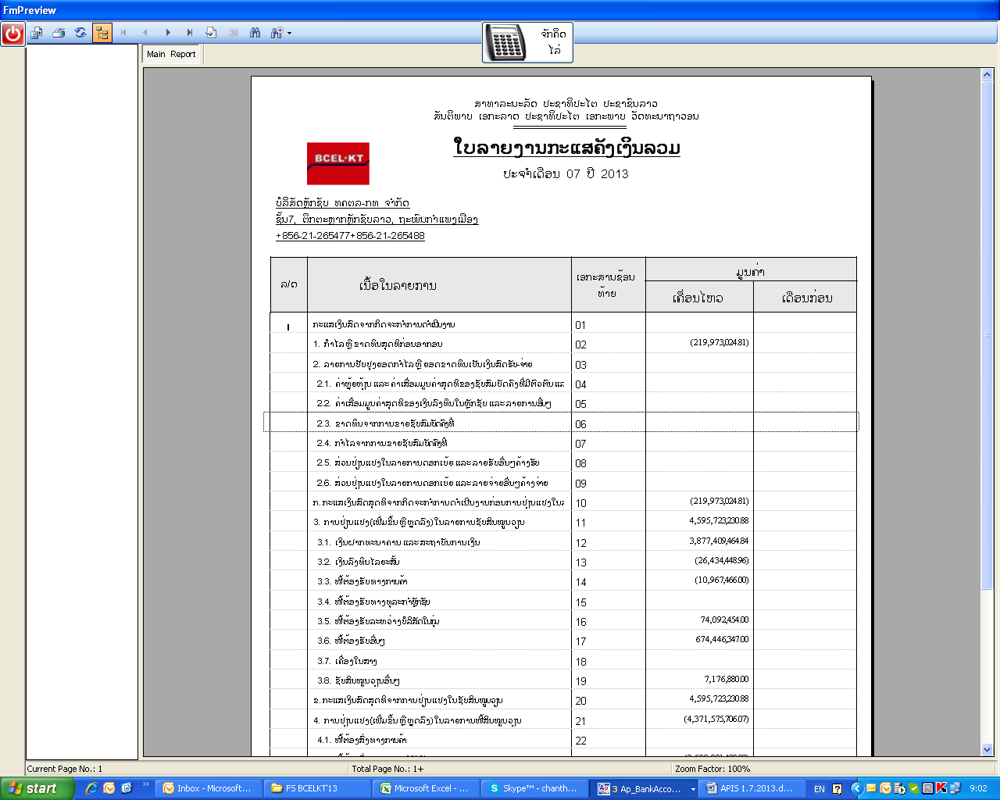 FmPreview
ຈັກຄິດ
ໄລ່
Main Report
ສາທາລະນະລັດ ປະຊາທິປະໄຕ ປະຊາຊົນລາວ
ສັນຕິພາບ ເອກະລາດ ປະຊາທິປະໄຕ ເອກະພາບ ວັດທະນາຖາວອນ
ໃບລາຍງານກະແສຄັງເງິນລວມ
BCEL·KT
ປະຈຳເດືອນ 07 ປີ 2013
ບໍລິສັດຫຼັກຊັບ ທຄຕລ-ກທ ຈຳກັດ
ຊັ້ນ7, ຕຶກຕະຫຼາດຫຼັກຊັບລາວ, ຖະໜົນກຳແພງເມືອງ
+856-21-265477+856-21-265488
ລ/ດ ເນື້ອໃນລາຍການ ເອກະສານຊ້ອນທ້າຍ ມູນຄ່າ
ເຄື່ອນໄຫວ ເດືອນກ່ອນ
I ກະແສເງິນສົດຈາກກິດຈະກຳການດຳເນີນງານ 01
1. ກຳໄລ ຫຼື ຂາດທຶນສຸດທິກ່ອນອາກອນ 02 (219,973,024.81)
2. ລາຍການປັບປຸງຍອດກຳໄລ ຫຼື ຍອດຂາດທຶນເປັນເງິນສົດຮັບ-ຈ່າຍ 03
2.1. ຄ່າຫຼຸ້ຍຫ້ຽນ ແລະ ຄ່າເສື່ອມມູນຄ່າສຸດທິຂອງຊັບສົມບັດຄົງທີ່ມີຕົວຕົນ ແລ 04
2.2. ຄ່າເສື່ອມມູນຄ່າສຸດທິຂອງເງິນລົງທຶນໃນຫຼັກຊັບ ແລະ ລາຍການອື່ນໆ 05
2.3. ຂາດທຶນຈາກການຂາຍຊັບສົມບັດຄົງທີ່ 06
2.4. ກຳໄລຈາກການຂາຍຊັບສົມບັດຄົງທີ່ 07
2.5. ສ່ວນປ່ຽນແປງໃນລາຍການດອກເບ້ຍ ແລະ ລາຍຮັບອື່ນໆຄ້າງຮັບ 08
2.6. ສ່ວນປ່ຽນແປງໃນລາຍການດອກເບ້ຍ ແລະ ລາຍຈ່າຍອື່ນໆຄ້າງຈ່າຍ 09
ກ. ກະແສເງິນສົດສຸດທິຈາກກິດຈະກຳການດຳເນີນງານກ່ອນການປ່ຽນແປງໃນ 10 (219,973,024.81)
3. ການປ່ຽນແປງ(ເພີ່ມຂຶ້ນ ຫຼື ຫຼຸດລົງ) ໃນລາຍການຊັບສິນໝູນວຽນ 11 4,595,723,230.88
3.1. ເງິນຝາກທະນາຄານ ແລະ ສະຖາບັນການເງິນ 12 3,877,409,464.84
3.2. ເງິນລົງທຶນໄລຍະສັ້ນ 13 (26,434,448.96)
3.3. ໜີ້ຕ້ອງຮັບທາງການຄ້າ 14 (10,967,466.00)
3.4. ໜີ້ຕ້ອງຮັບທາງທຸລະກຳຫຼັກຊັບ 15
3.5. ໜີ້ຕ້ອງຮັບລະຫວ່າງບໍລິສັດໃນກຸ່ມ 16 74,092,454.00
3.6. ໜີ້ຕ້ອງຮັບອື່ນໆ 17 674,446,347.00
3.7. ເຄື່ອງໃນສາງ 18
3.8. ຊັບສິນໝູນວຽນອື່ນໆ 19 7,176,880.00
ຂ. ກະແສເງິນສົດສຸດທິຈາກການປ່ຽນແປງໃນຊັບສິນໝູນວຽນ 20 4,595,723,230.88
4. ການປ່ຽນແປງ(ເພີ່ມຂຶ້ນ ຫຼື ຫຼຸດລົງ) ໃນລາຍການໜີ້ສິນໝູນວຽນ 21 (4,371,575,706.07)
4.1. ໜີ້ຕ້ອງສົ່ງທາງການຄ້າ 22
Current Page No.: 1 Total Page No.: 1+ Zoom Factor: 100%
start Inbox - Microsoft... FS BCELKT'13 Microsoft Excel - ... Skype™ - chanth... 3 Ap_BankAcco... APIS 1.7.2013.d... EN 9:02